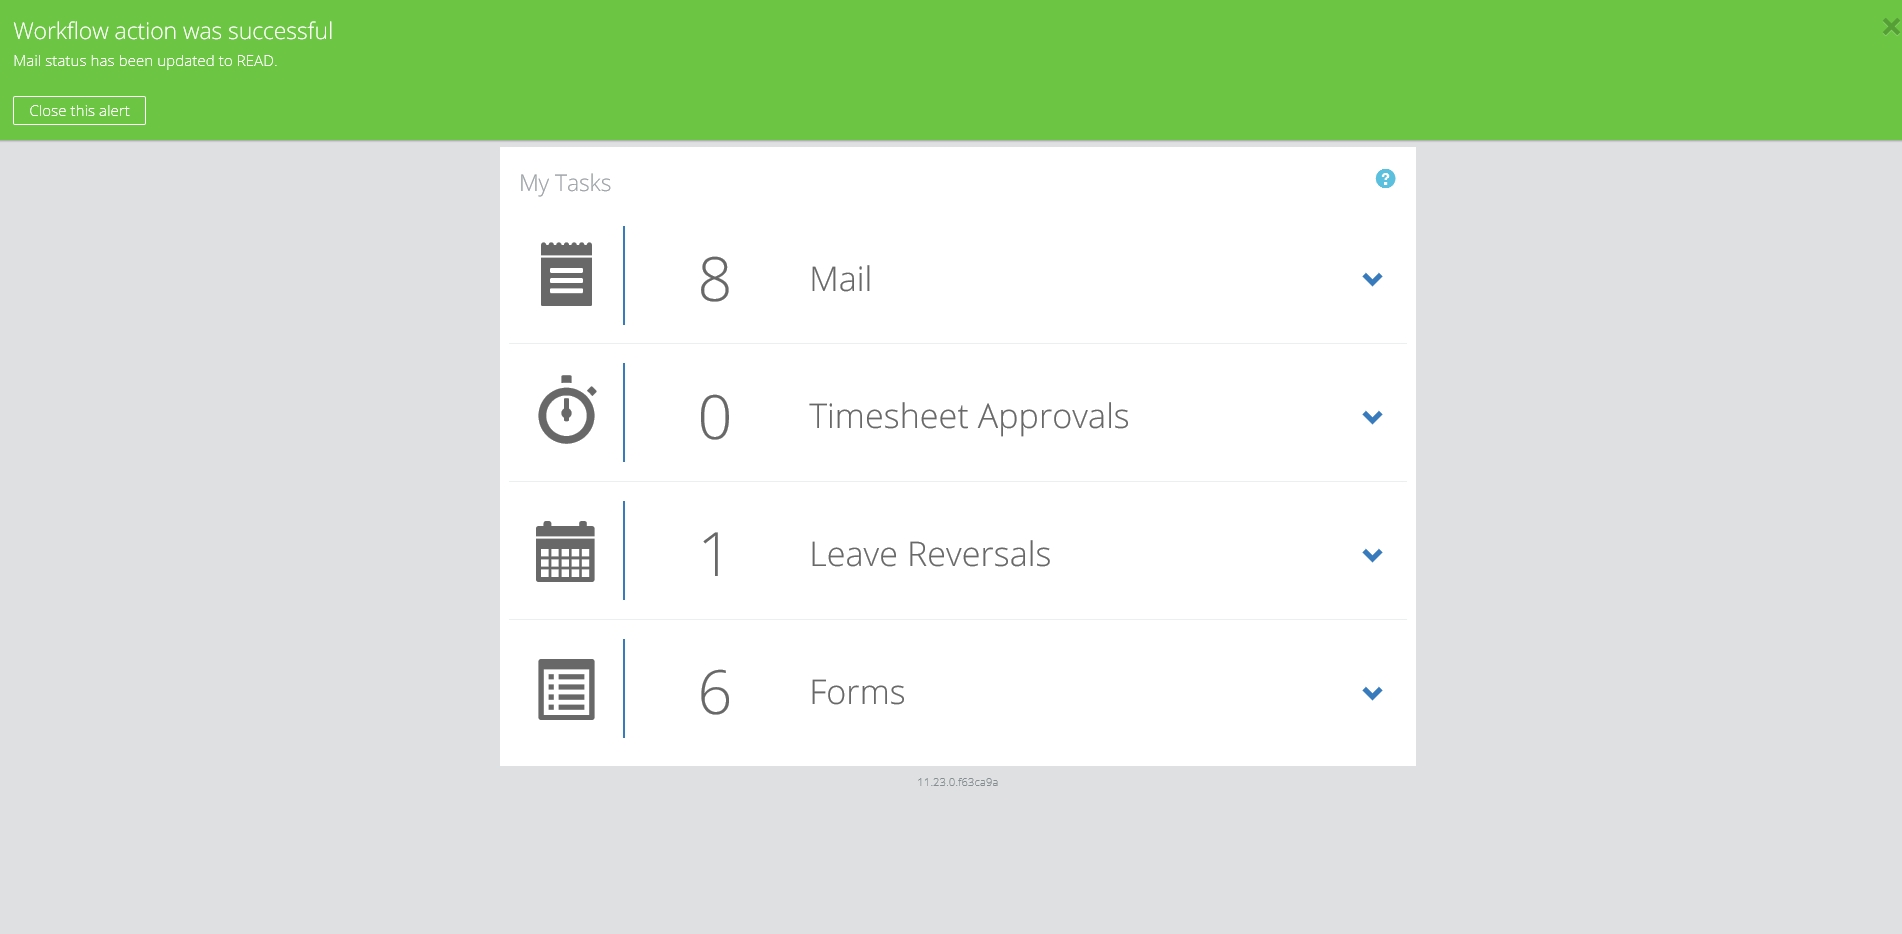 Workflow action was successful
Mail status has been updated to READ.
Close this alert
My Tasks
8 Mail
0 Timesheet Approvals
1 Leave Reversals
6 Forms
11.23.0.f63ca9a